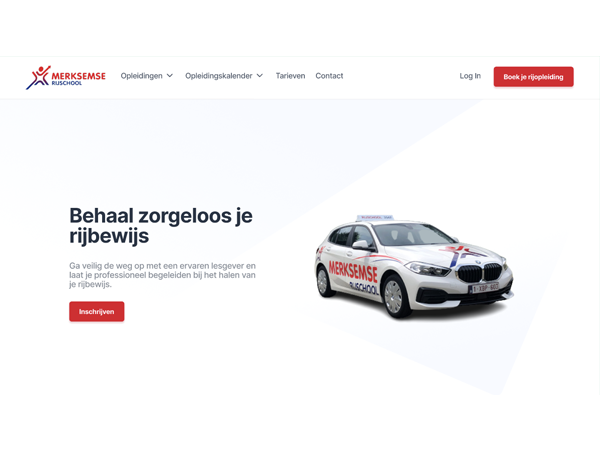 MERKSEMSE
RIJSCHOOL
Opleidingen
Opleidingskalender
Tarieven
Contact
Log In
Boek je rijopleiding
Behaal zorgeloos je
rijbewijs
Ga veilig de weg op met een ervaren lesgever en
laat je professioneel begeleiden bij het halen van
je rijbewijs.
Inschrijven
MERKSEMSE
RIJSCHOOL